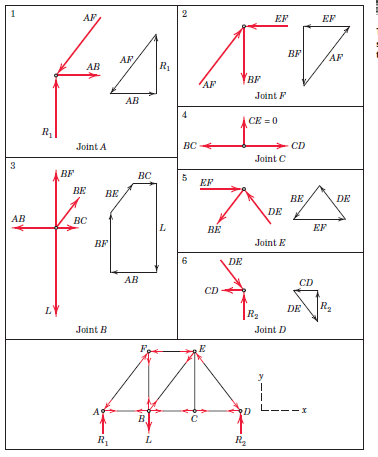 1
AF
AB
R1
AF
R1
AB
Joint A
2
EF
AF
BF
EF
BF
AF
Joint F
4
CE = 0
BC
CD
Joint C
3
BF
BE
AB
BC
L
BC
BE
BF
L
AB
Joint B
5
EF
DE
BE
BE
DE
EF
Joint E
6
DE
CD
R2
CD
DE
R2
Joint D
F
E
A
B
C
D
R1
L
R2
y
x